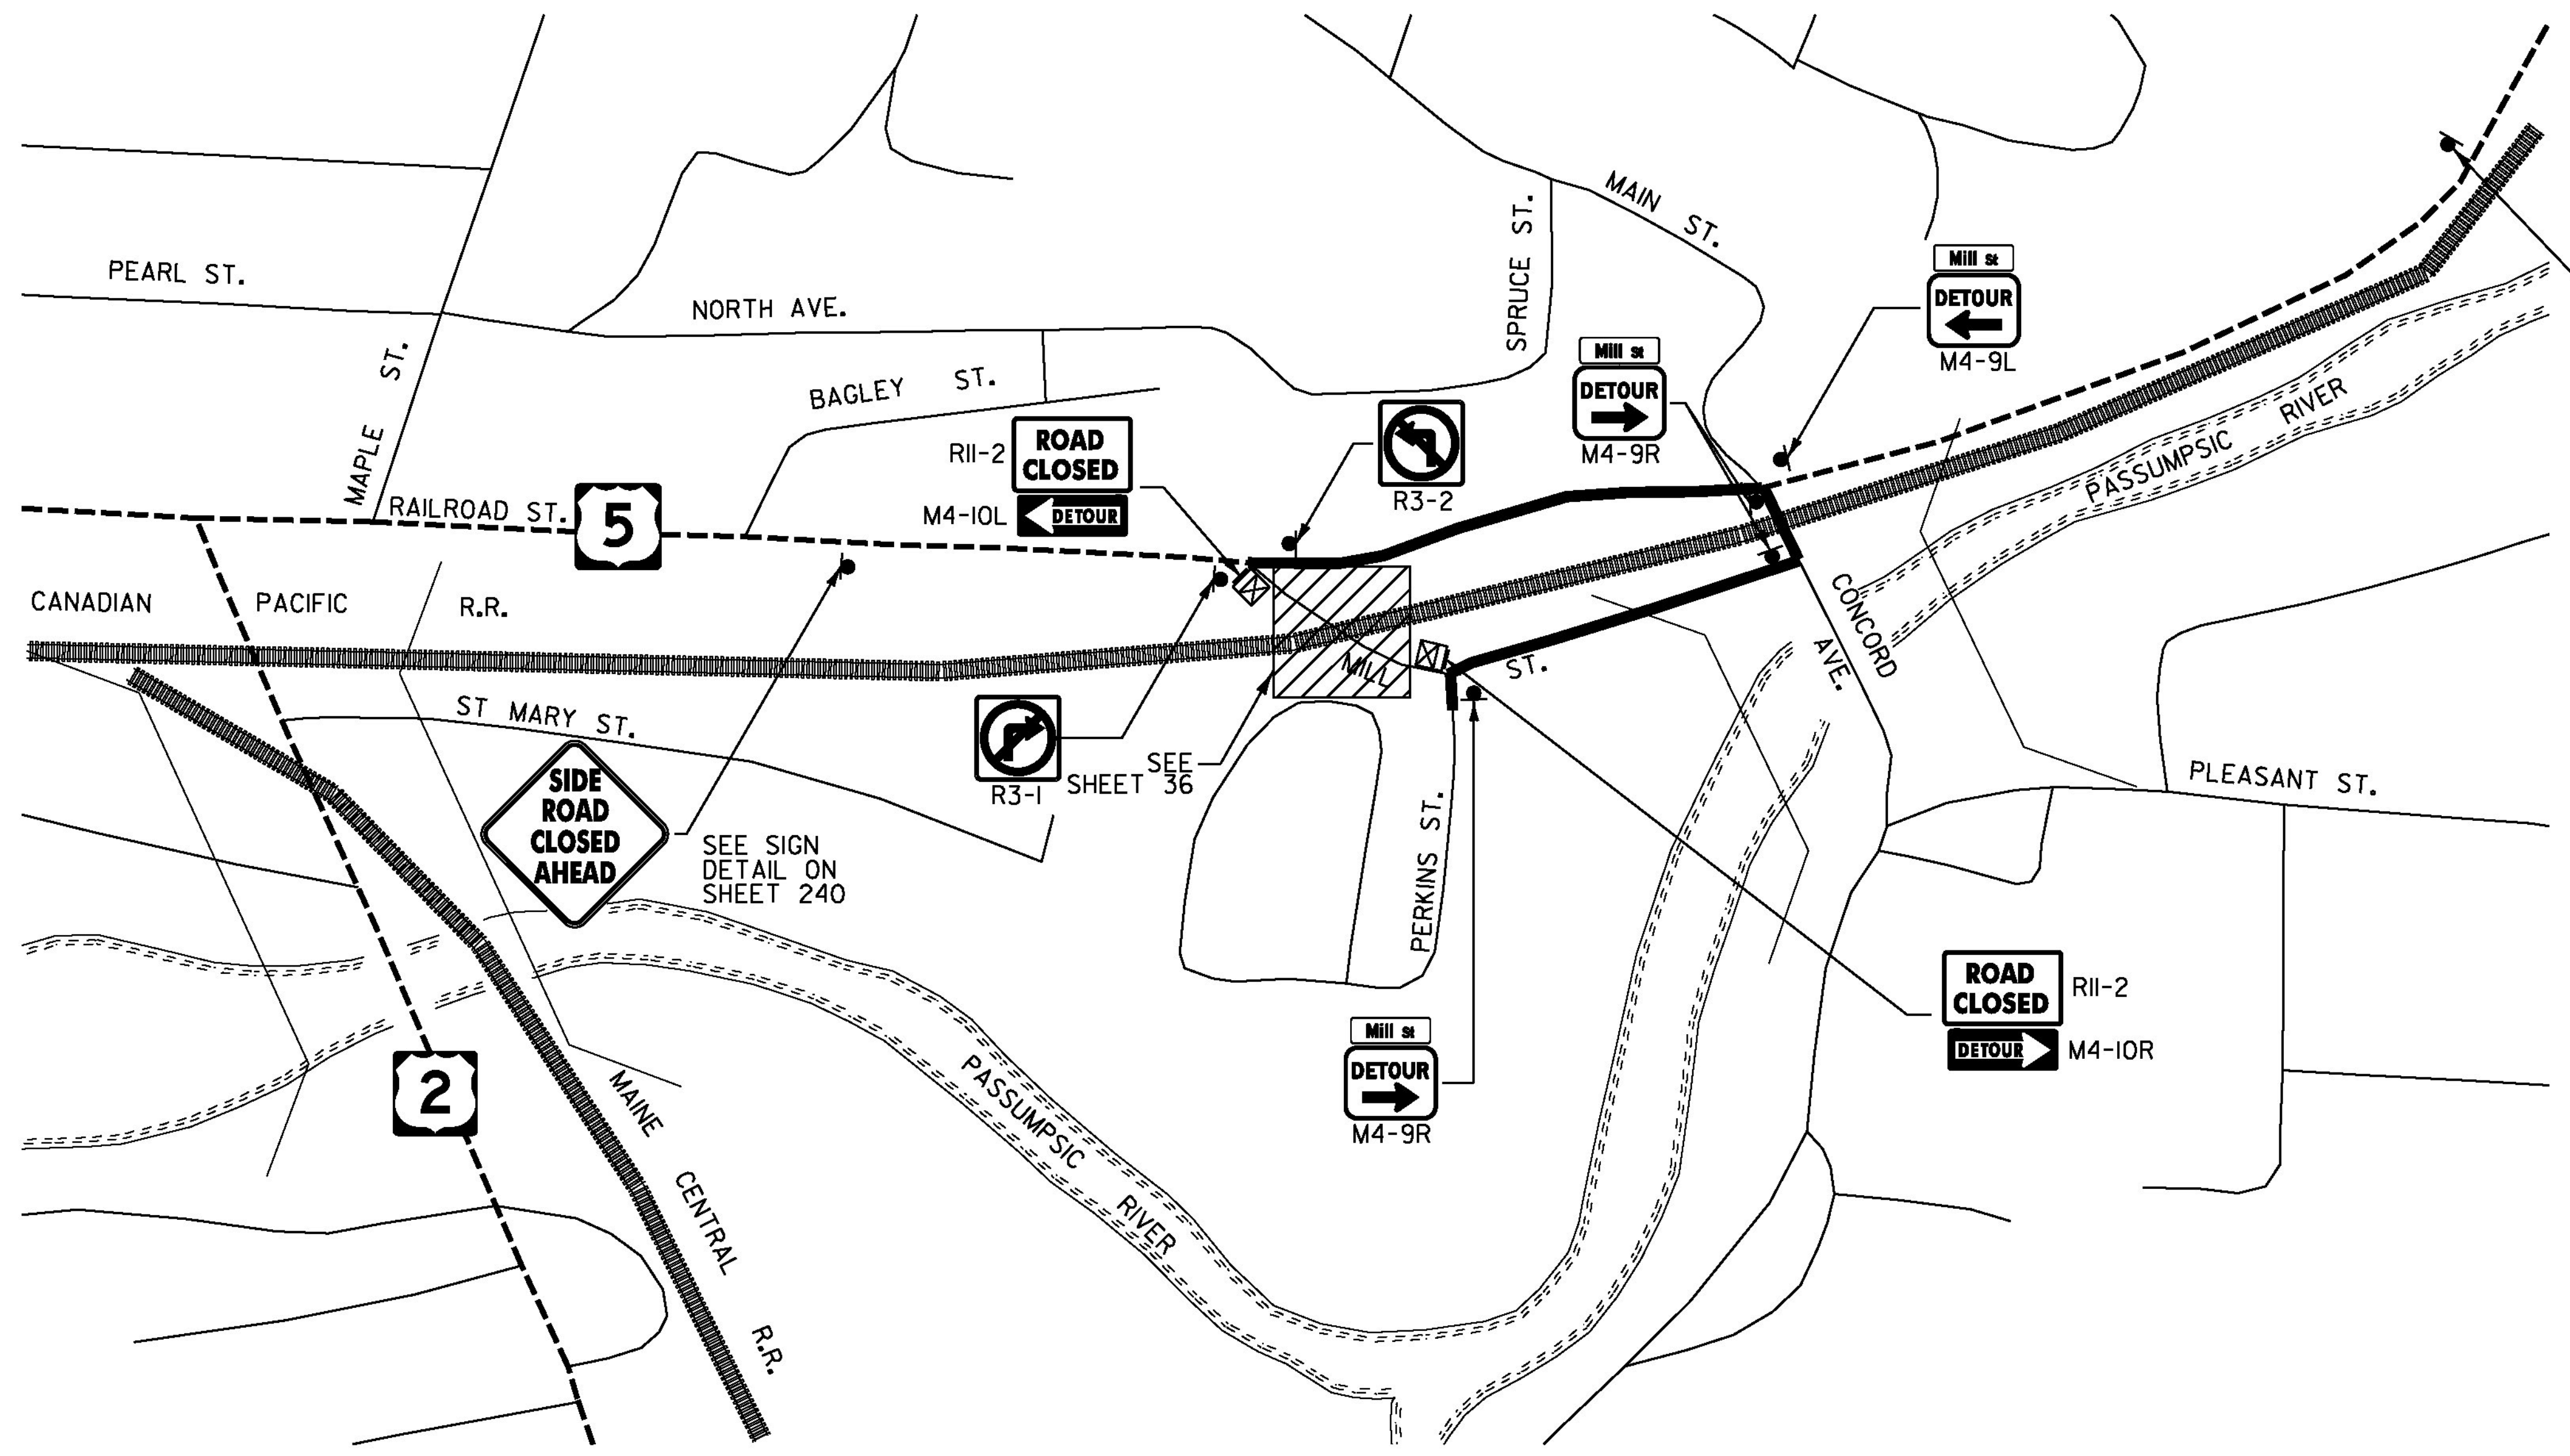 MAIN ST.
SPRUCE ST.
PEARL ST.
NORTH AVE.
MAPLE ST.
BAGLEY ST.
Mill st
DETOUR
M4-9L
Mill st
DETOUR
M4-9R
R11-2
ROAD
CLOSED
M4-10L
DETOUR
R3-2
RAILROAD ST.
5
PASSUMPSIC RIVER
CANADIAN PACIFIC R.R.
CONCORD AVE.
MILL ST.
ST MARY ST.
R3-1
SEE
SHEET 36
SIDE
ROAD
CLOSED
AHEAD
SEE SIGN
DETAIL ON
SHEET 240
PERKINS ST.
PLEASANT ST.
ROAD
CLOSED
R11-2
DETOUR
M4-10R
Mill st
DETOUR
M4-9R
2
MAINE CENTRAL R.R.
PASSUMPSIC RIVER